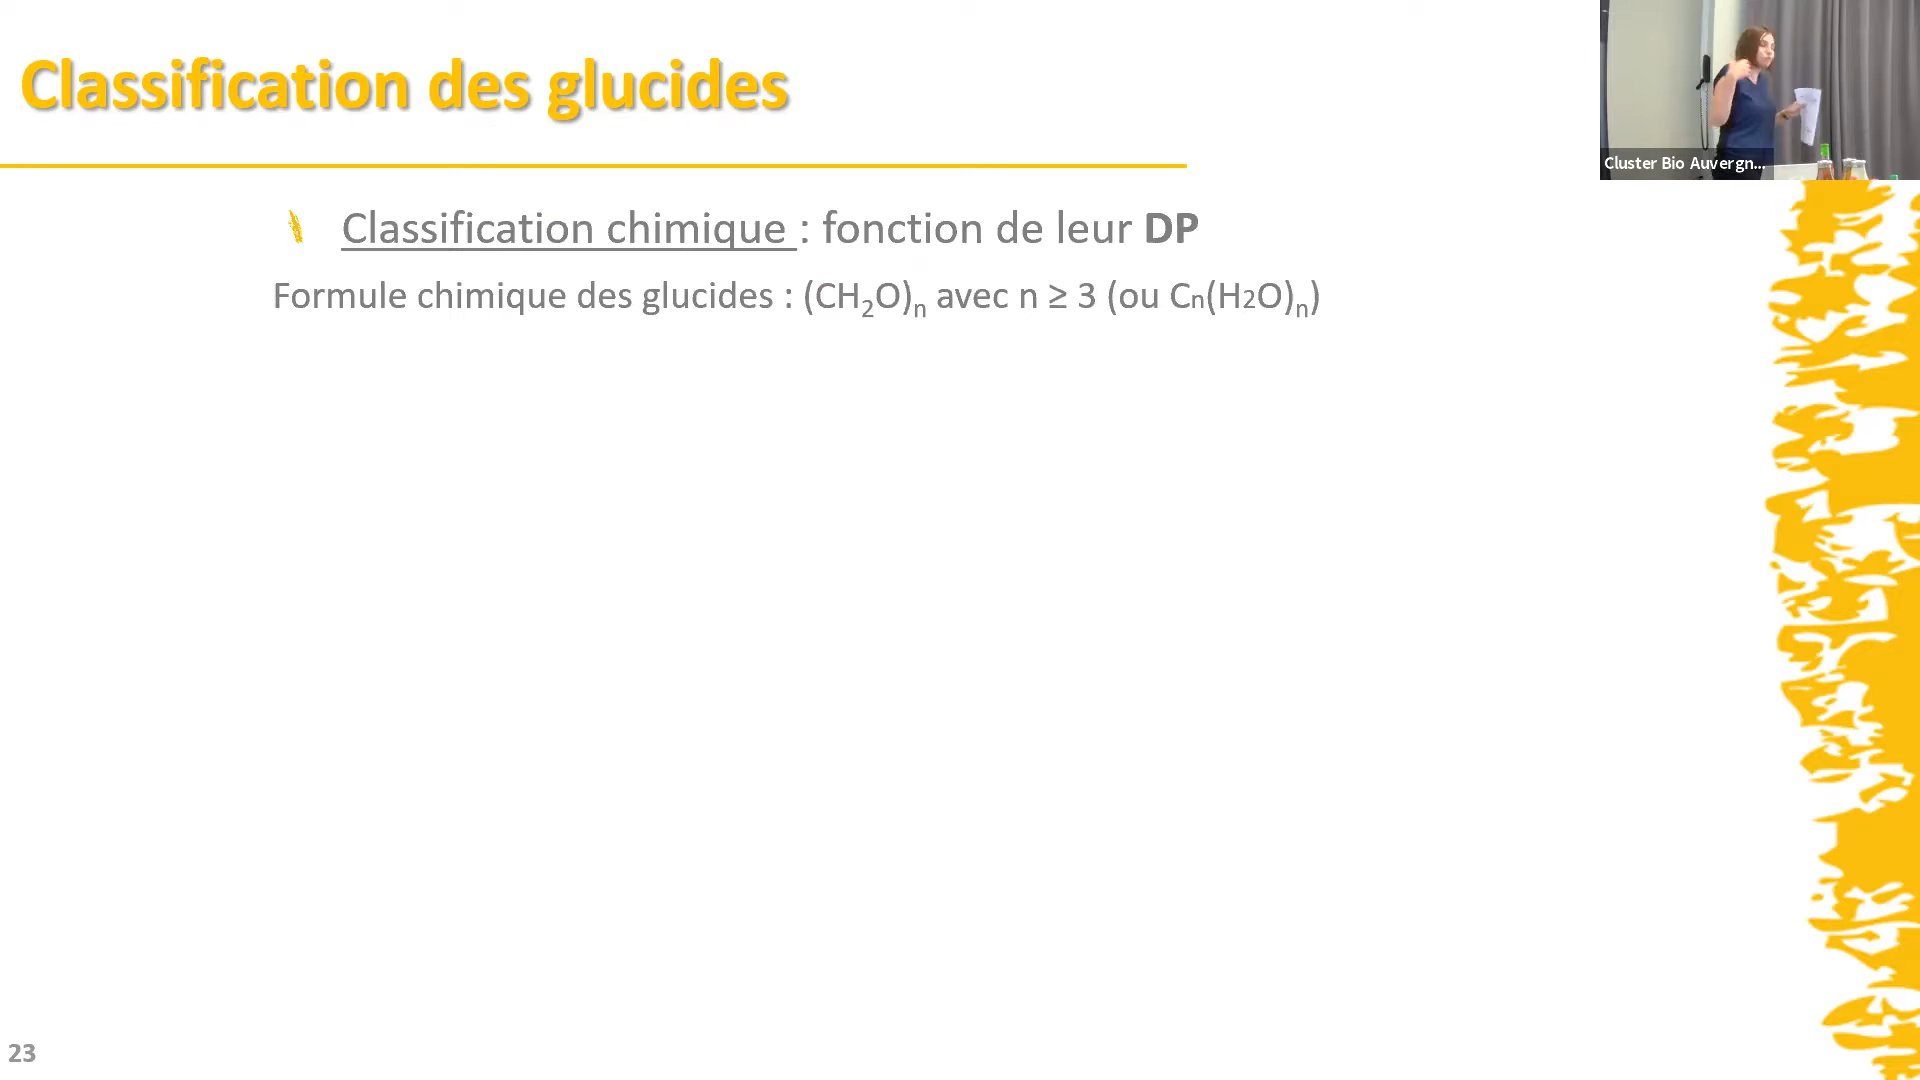 Classification des glucides
Cluster Bio Auvergn...
Classification chimique : fonction de leur DP
Formule chimique des glucides : (CH₂O)ₙ avec n ≥ 3 (ou Cn(H2O)ₙ)
23